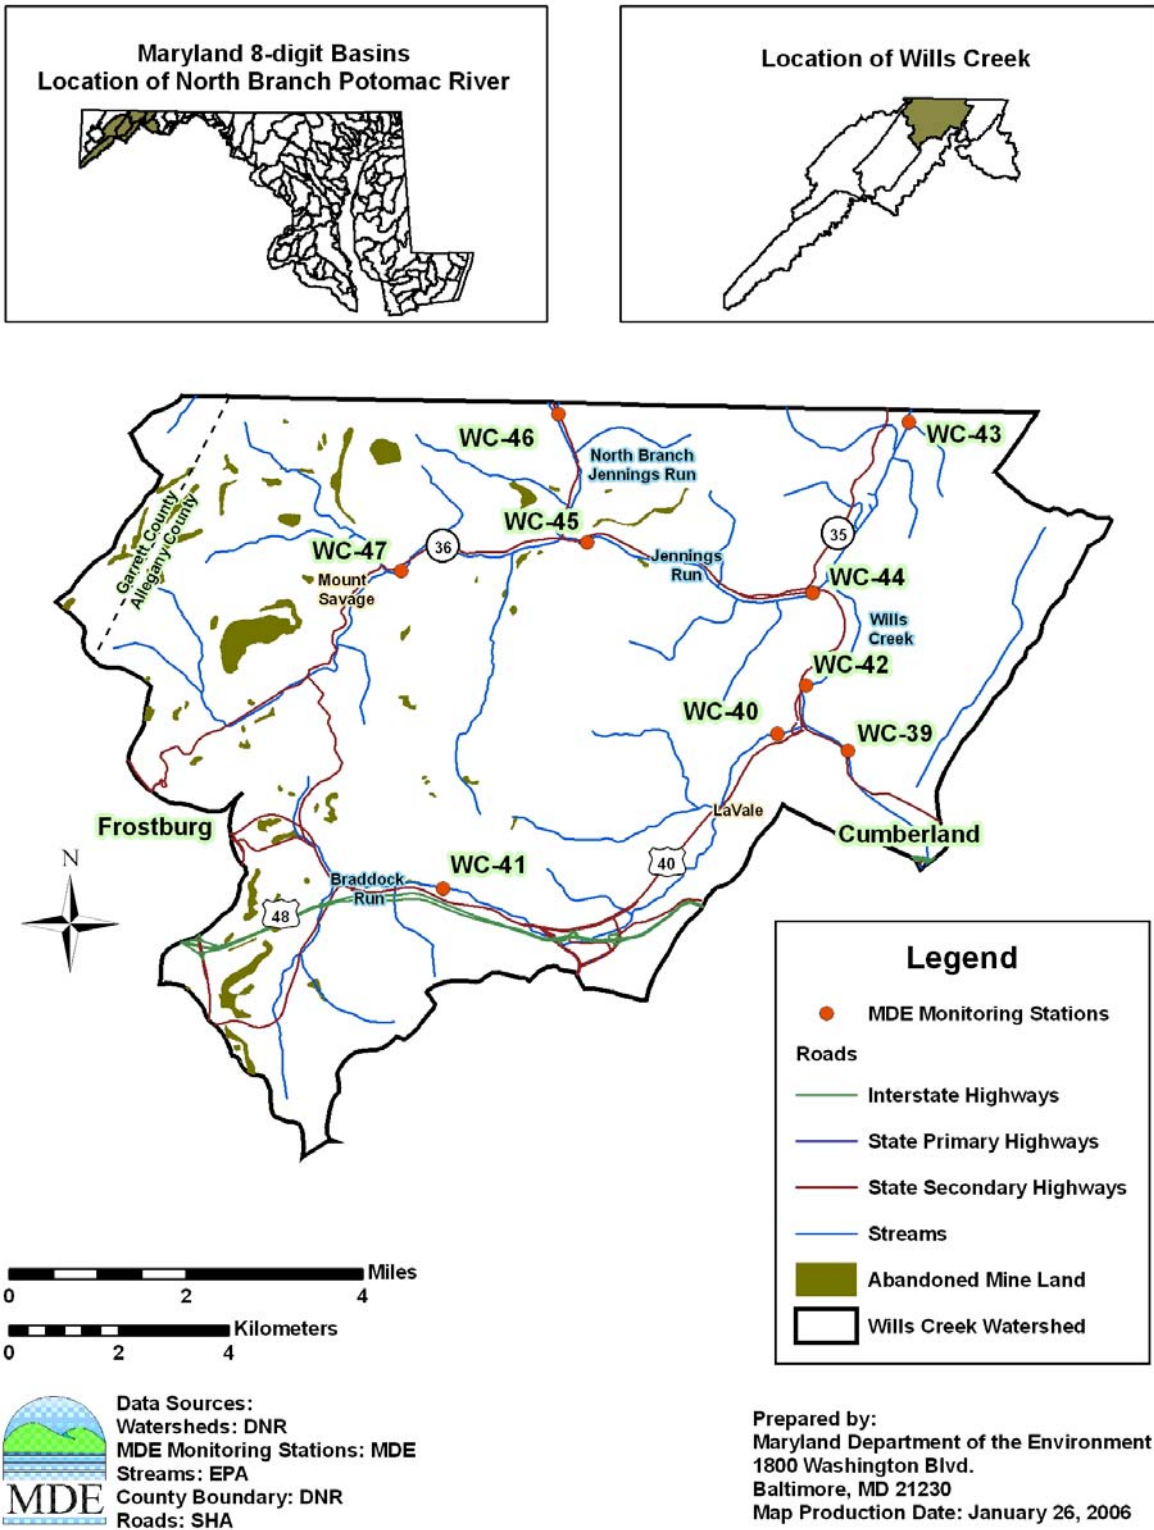 Maryland 8-digit Basins
Location of North Branch Potomac River
Location of Wills Creek
WC-46
North Branch
Jennings Run
WC-43
WC-45
35
Garrett County
Allegany County
WC-47
36
Jennings
Run
Mount
Savage
WC-44
Wills
Creek
WC-42
WC-40
WC-39
LaVale
Frostburg
Cumberland
N
WC-41
40
Braddock
Run
48
Legend
MDE Monitoring Stations
Roads
Interstate Highways
State Primary Highways
State Secondary Highways
Streams
Abandoned Mine Land
Wills Creek Watershed
Miles
0 2 4
Kilometers
0 2 4
MDE
Data Sources:
Watersheds: DNR
MDE Monitoring Stations: MDE
Streams: EPA
County Boundary: DNR
Roads: SHA
Prepared by:
Maryland Department of the Environment
1800 Washington Blvd.
Baltimore, MD 21230
Map Production Date: January 26, 2006